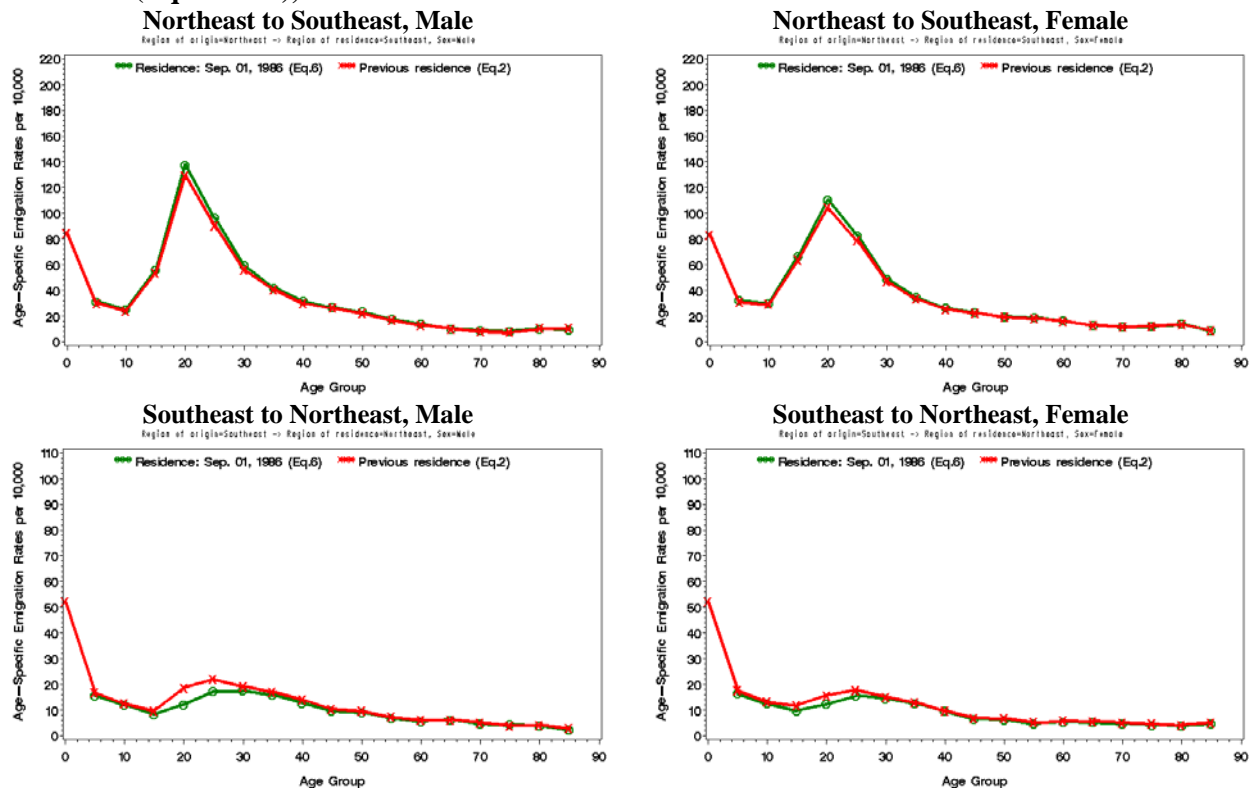 Northeast to Southeast, Male
Region of origin=Northeast -> Region of residence=Southeast, Sex=Male
Residence: Sep. 01, 1986 (Eq.6) Previous residence (Eq.2)
Age-Specific Emigration Rates per 10,000
220
200
180
160
140
120
100
80
60
40
20
0
0 10 20 30 40 50 60 70 80 90
Age Group
Northeast to Southeast, Female
Region of origin=Northeast -> Region of residence=Southeast, Sex=Female
Residence: Sep. 01, 1986 (Eq.6) Previous residence (Eq.2)
Age-Specific Emigration Rates per 10,000
220
200
180
160
140
120
100
80
60
40
20
0
0 10 20 30 40 50 60 70 80 90
Age Group
Southeast to Northeast, Male
Region of origin=Southeast -> Region of residence=Northeast, Sex=Male
Residence: Sep. 01, 1986 (Eq.6) Previous residence (Eq.2)
Age-Specific Emigration Rates per 10,000
110
100
90
80
70
60
50
40
30
20
10
0
0 10 20 30 40 50 60 70 80 90
Age Group
Southeast to Northeast, Female
Region of origin=Southeast -> Region of residence=Northeast, Sex=Female
Residence: Sep. 01, 1986 (Eq.6) Previous residence (Eq.2)
Age-Specific Emigration Rates per 10,000
110
100
90
80
70
60
50
40
30
20
10
0
0 10 20 30 40 50 60 70 80 90
Age Group